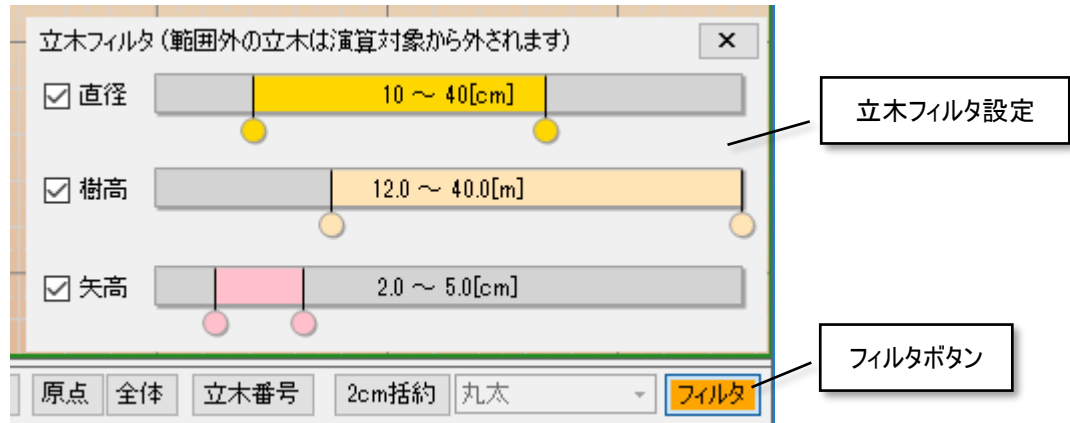 立木フィルタ（範囲外の立木は演算対象から外されます）
直径
10 ～ 40[cm]
立木フィルタ設定
樹高
12.0 ～ 40.0[m]
矢高
2.0 ～ 5.0[cm]
フィルタボタン
原点 全体 立木番号 2cm括約 丸太 フィルタ